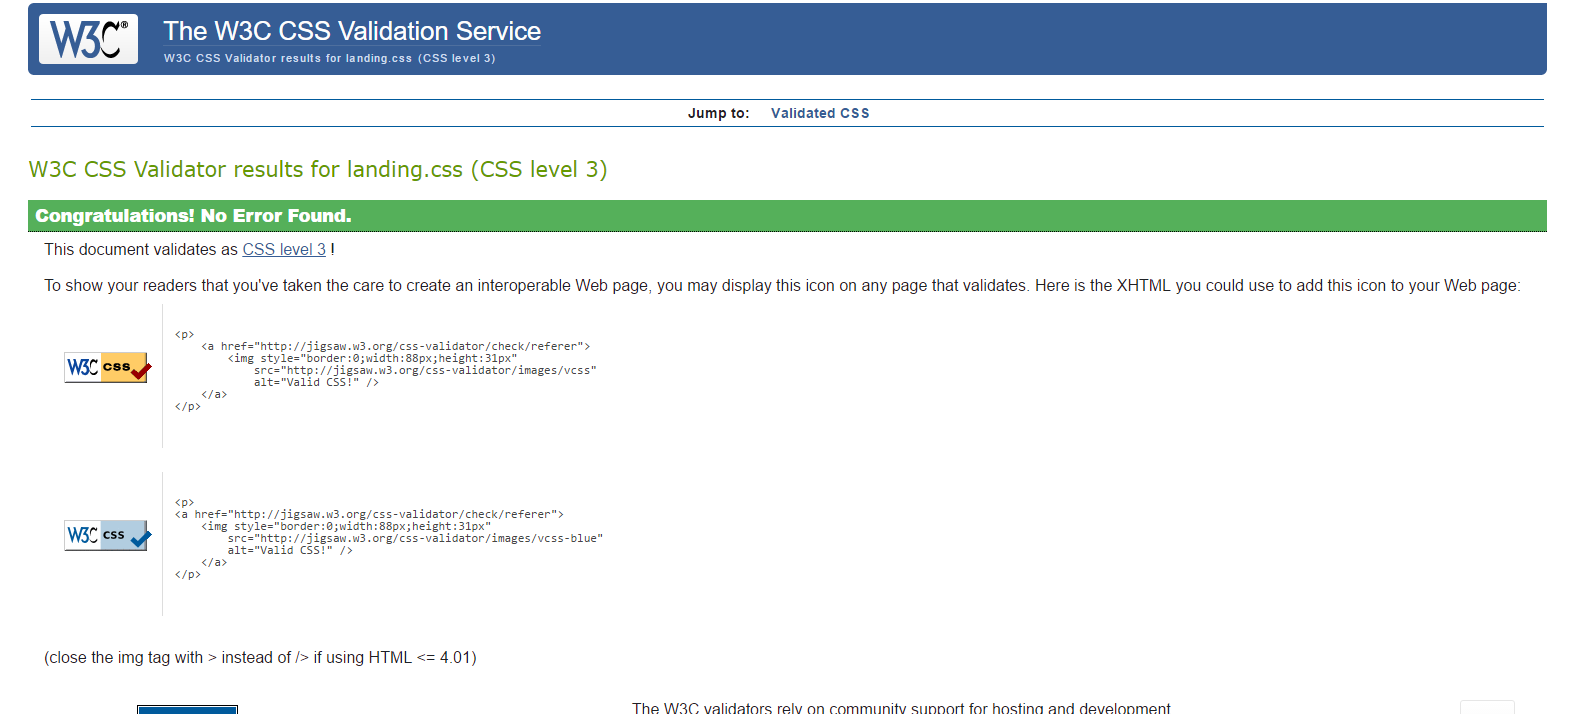 W3C®
The W3C CSS Validation Service
W3C CSS Validator results for landing.css (CSS level 3)
Jump to: Validated CSS
W3C CSS Validator results for landing.css (CSS level 3)
Congratulations! No Error Found.
This document validates as CSS level 3 !
To show your readers that you've taken the care to create an interoperable Web page, you may display this icon on any page that validates. Here is the XHTML you could use to add this icon to your Web page:
W3C css
<p>
    <a href="http://jigsaw.w3.org/css-validator/check/referer">
        <img style="border:0;width:88px;height:31px"
            src="http://jigsaw.w3.org/css-validator/images/vcss"
            alt="Valid CSS!" />
    </a>
</p>
W3C css
<p>
<a href="http://jigsaw.w3.org/css-validator/check/referer">
    <img style="border:0;width:88px;height:31px"
        src="http://jigsaw.w3.org/css-validator/images/vcss-blue"
        alt="Valid CSS!" />
    </a>
</p>
(close the img tag with > instead of /> if using HTML <= 4.01)
The W3C validators rely on community support for hosting and development